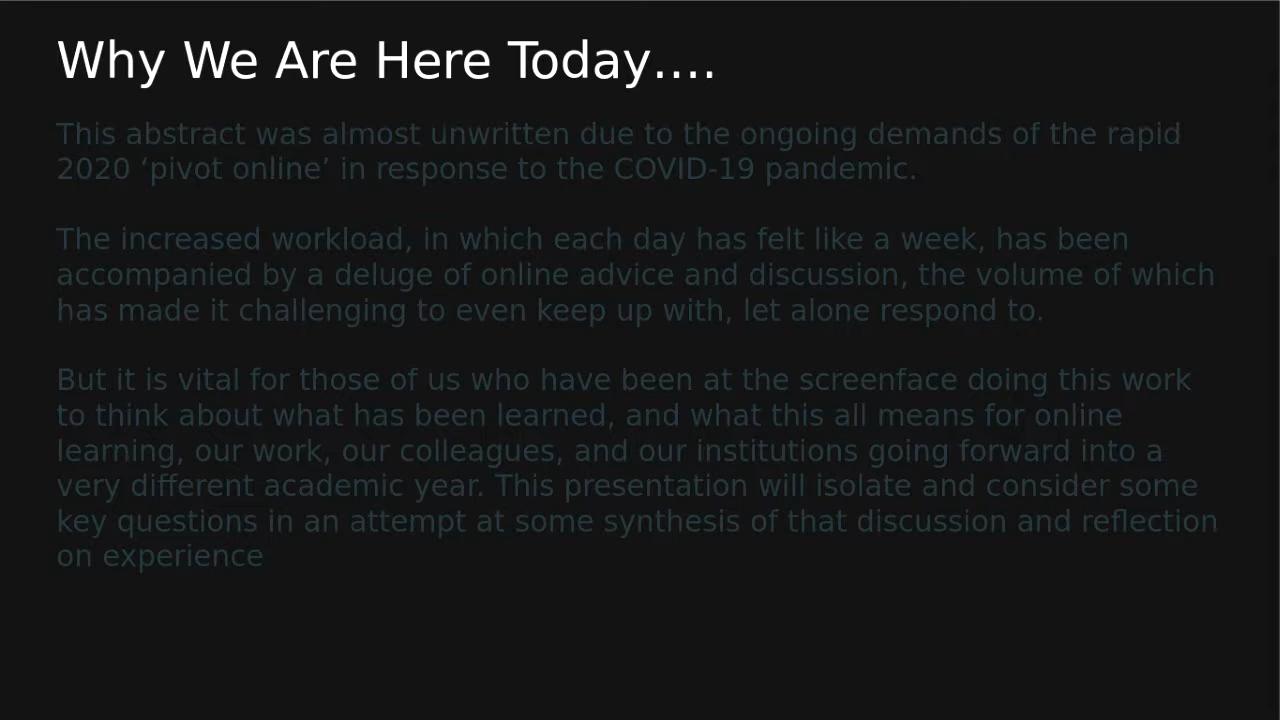 Why We Are Here Today....
This abstract was almost unwritten due to the ongoing demands of the rapid
2020 ‘pivot online’ in response to the COVID-19 pandemic.
The increased workload, in which each day has felt like a week, has been
accompanied by a deluge of online advice and discussion, the volume of which
has made it challenging to even keep up with, let alone respond to.
But it is vital for those of us who have been at the screenface doing this work
to think about what has been learned, and what this all means for online
learning, our work, our colleagues, and our institutions going forward into a
very different academic year. This presentation will isolate and consider some
key questions in an attempt at some synthesis of that discussion and reflection
on experience